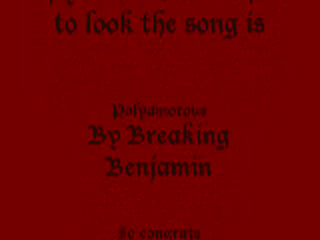 to look the song is
Polyamorous
By Breaking
Benjamin
So congrats